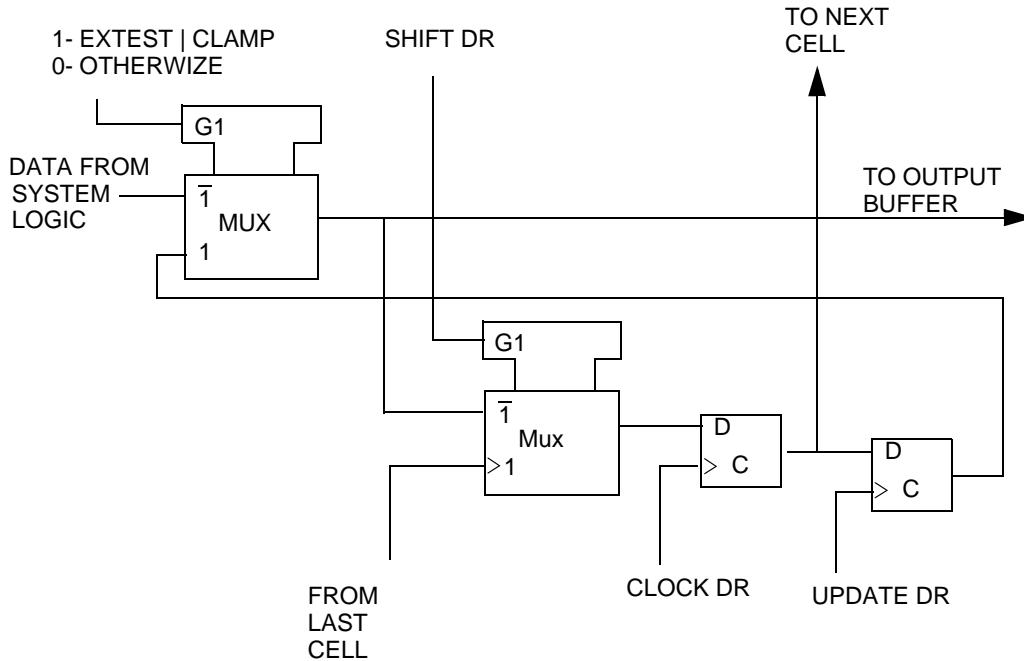 1- EXTEST | CLAMP
0- OTHERWIZE
SHIFT DR
TO NEXT
CELL
G1
DATA FROM
SYSTEM
LOGIC
1̅
MUX
1
TO OUTPUT
BUFFER
G1
1̅
Mux
1
D
C
D
C
FROM
LAST
CELL
CLOCK DR
UPDATE DR